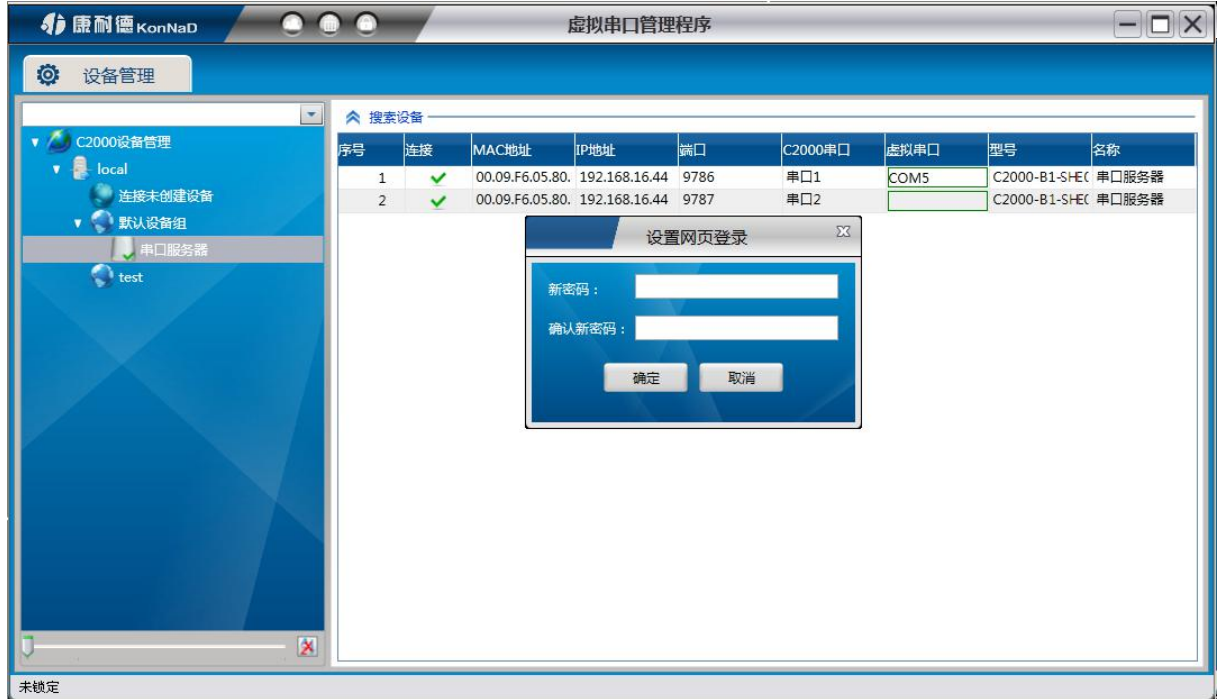 康耐德 KonNaD
虚拟串口管理程序
设备管理
C2000设备管理
local
连接未创建设备
默认设备组
串口服务器
test
搜索设备
序号 连接 MAC地址 IP地址 端口 C2000串口 虚拟串口 型号 名称
1 00.09.F6.05.80. 192.168.16.44 9786 串口1 COM5 C2000-B1-SHE( 串口服务器
2 00.09.F6.05.80. 192.168.16.44 9787 串口2 C2000-B1-SHE( 串口服务器
设置网页登录
新密码：
确认新密码：
确定 取消
未锁定